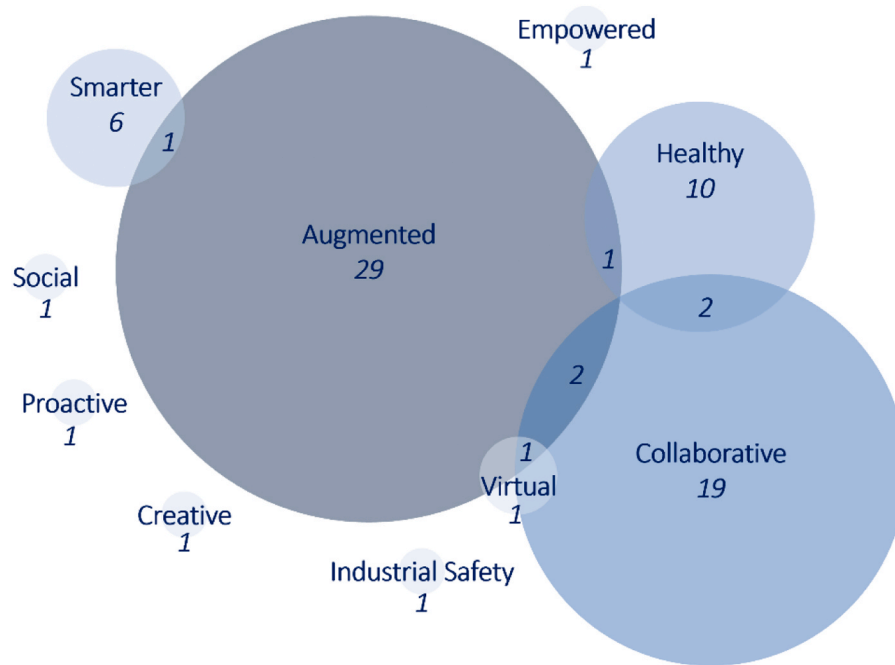 Empowered
1
Smarter
6
1
Healthy
10
Augmented
29
1
Social
1
2
2
Proactive
1
1
Collaborative
19
Virtual
1
Creative
1
Industrial Safety
1